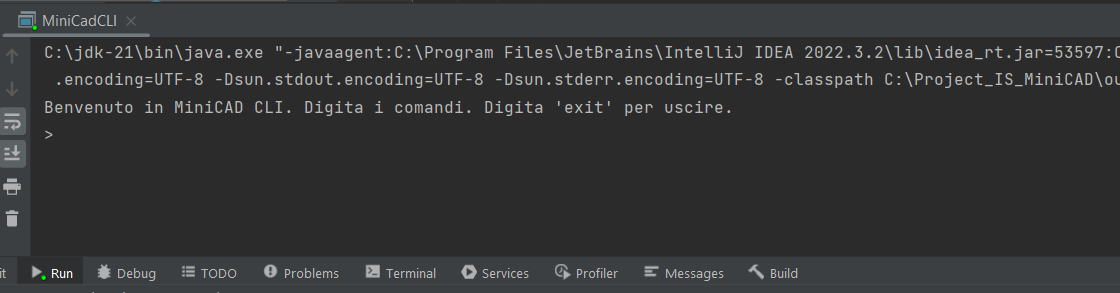 MiniCadCLI
C:\jdk-21\bin\java.exe "-javaagent:C:\Program Files\JetBrains\IntelliJ IDEA 2022.3.2\lib\idea_rt.jar=53597:C
.encoding=UTF-8 -Dsun.stdout.encoding=UTF-8 -Dsun.stderr.encoding=UTF-8 -classpath C:\Project_IS_MiniCAD\ou
Benvenuto in MiniCAD CLI. Digita i comandi. Digita 'exit' per uscire.
>
it Run Debug TODO Problems Terminal Services Profiler Messages Build